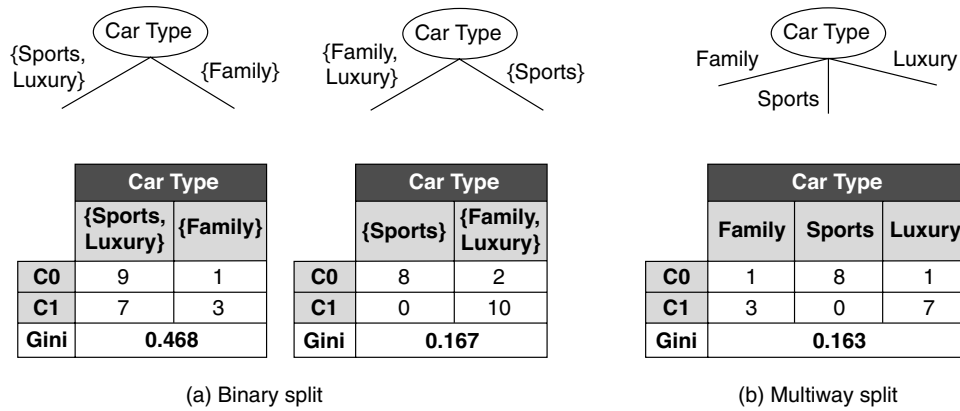 Car Type
{Sports,
Luxury}
{Family}
Car Type
{Family,
Luxury}
{Sports}
Car Type
Family
Luxury
Sports
Car Type
{Sports,
Luxury}
{Family}
C0 9 1
C1 7 3
Gini 0.468
Car Type
{Sports}
{Family,
Luxury}
C0 8 2
C1 0 10
Gini 0.167
(a) Binary split
Car Type
Family Sports Luxury
C0 1 8 1
C1 3 0 7
Gini 0.163
(b) Multiway split